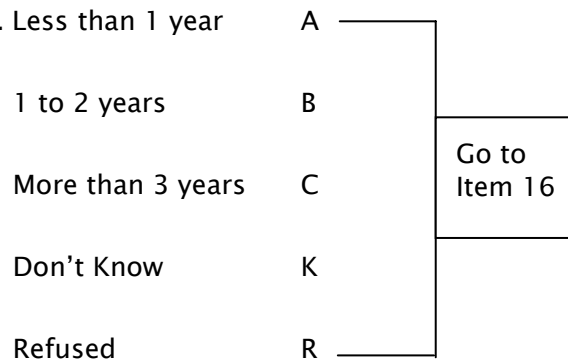 . Less than 1 year A
1 to 2 years B
Go to
More than 3 years C Item 16
Don't Know K
Refused R